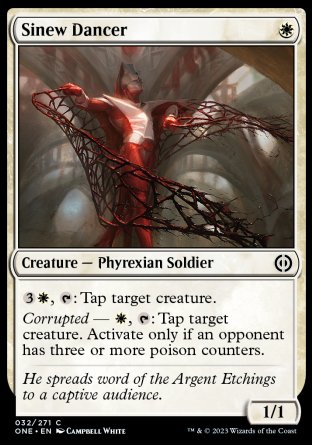 Sinew Dancer
Creature — Phyrexian Soldier
3, : Tap target creature.
Corrupted — , : Tap target
creature. Activate only if an opponent
has three or more poison counters.
He spreads word of the Argent Etchings
to a captive audience.
1/1
032/271 C
ONE • EN CAMPBELL WHITE
™ & © 2023 Wizards of the Coast